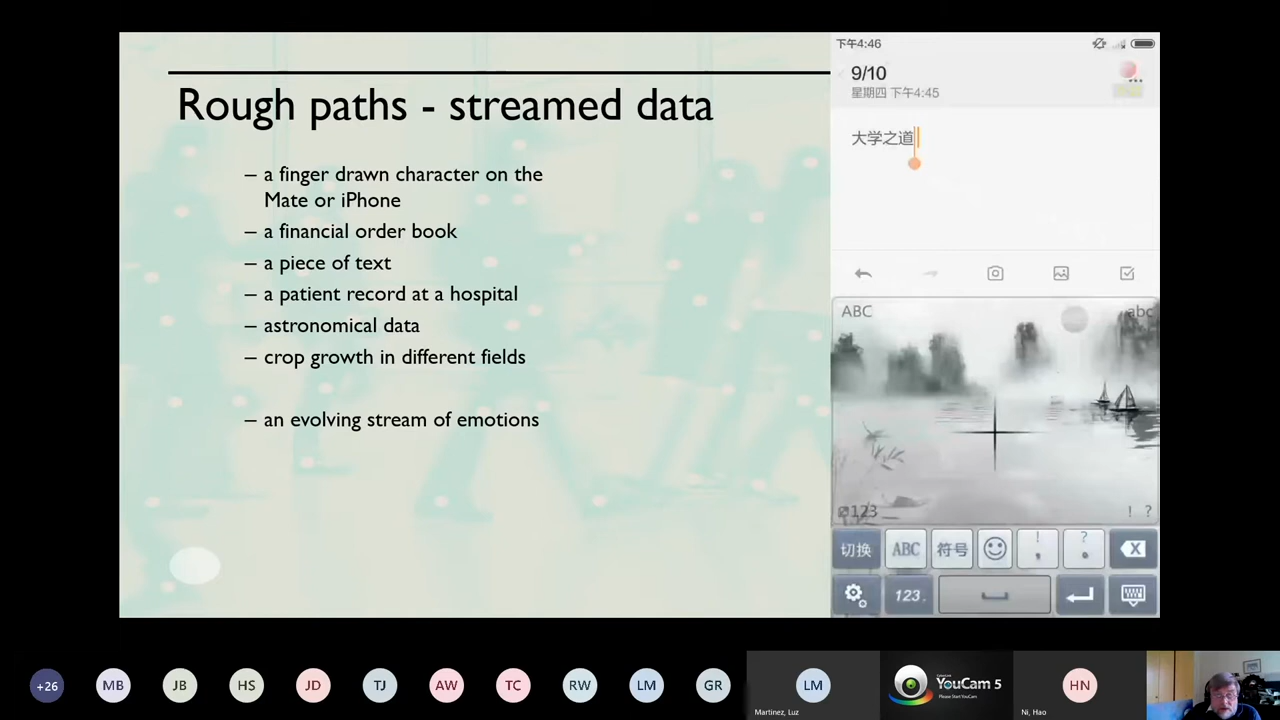 Rough paths - streamed data
– a finger drawn character on the
Mate or iPhone
– a financial order book
– a piece of text
– a patient record at a hospital
– astronomical data
– crop growth in different fields
– an evolving stream of emotions
下午4:46
9/10
星期四 下午4:45
大学之道
ABC
abc
123
! ?
切换
ABC
符号
! ,
? 。
123
+26
MB
JB
HS
JD
TJ
AW
TC
RW
LM
GR
LM
Martinez, Luz
YouCam 5
Please Start YouCam
HN
Ni, Hao